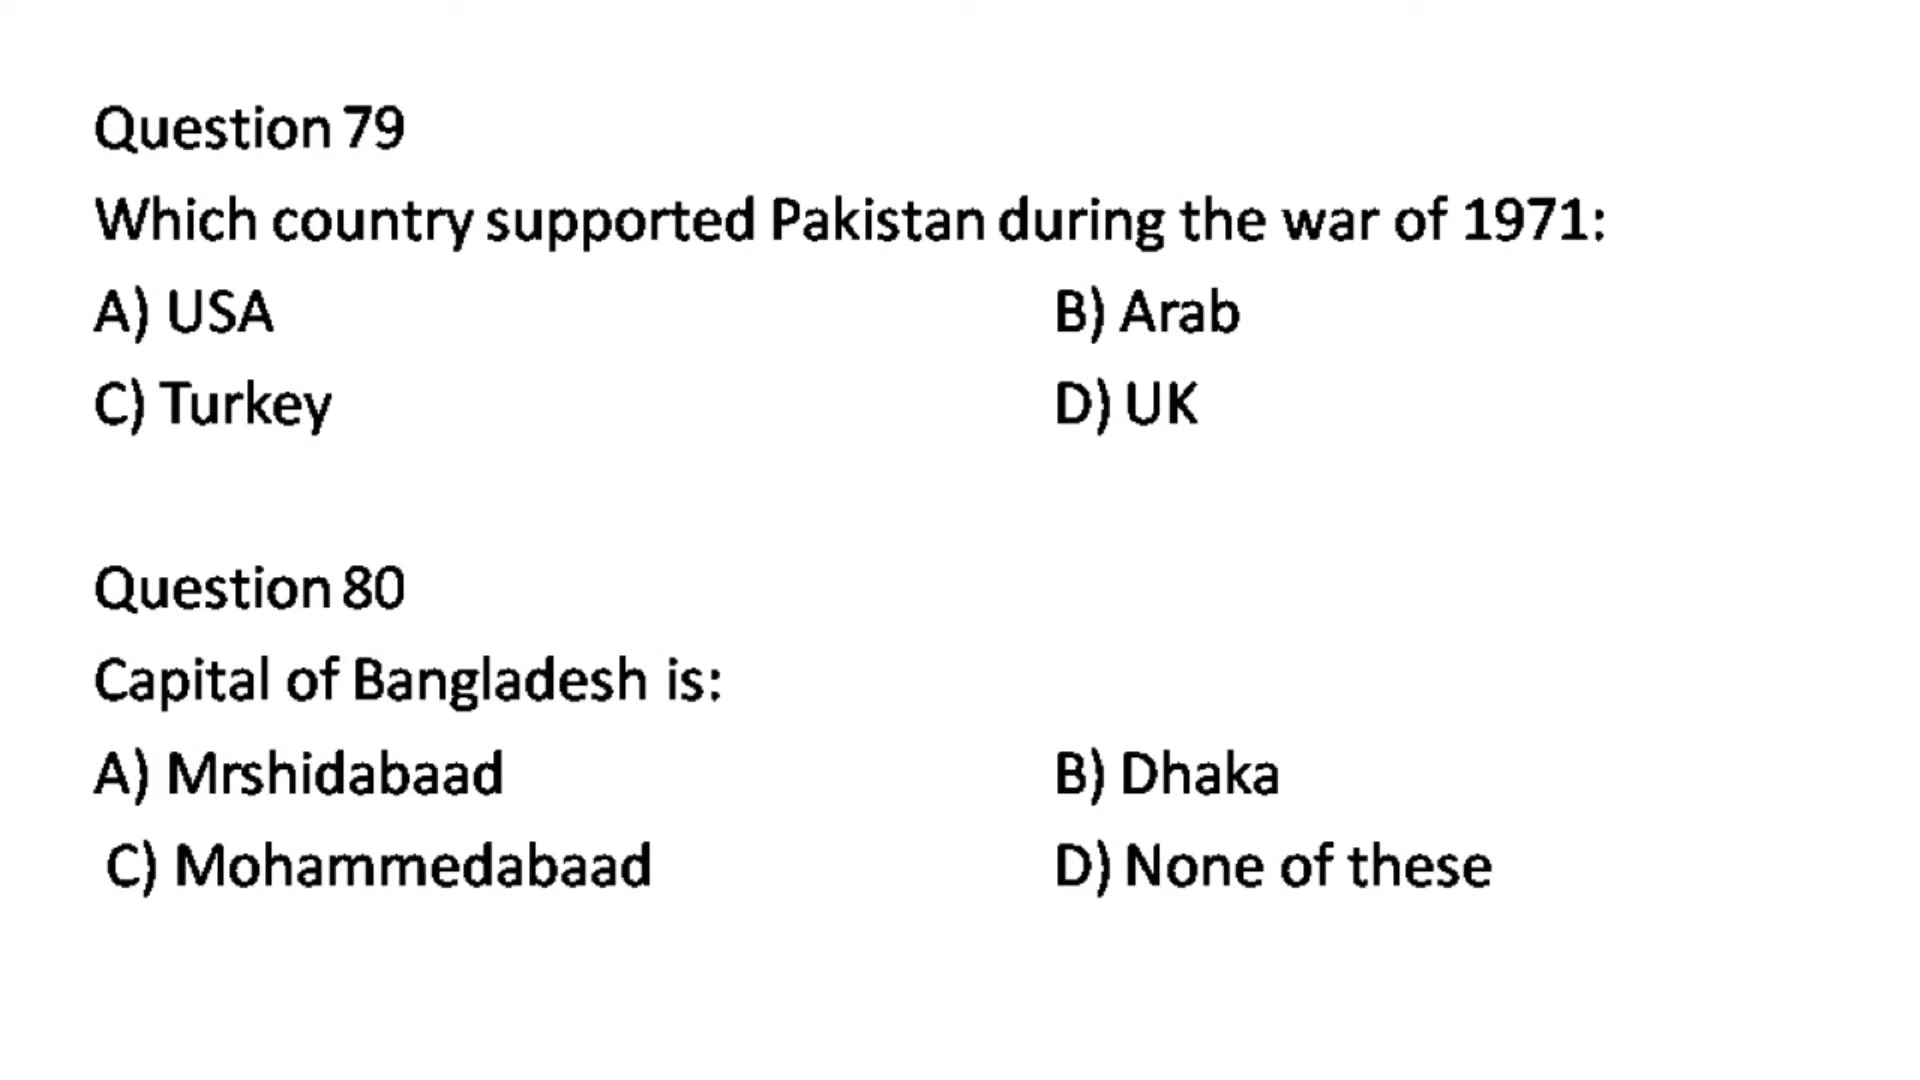 Question 79
Which country supported Pakistan during the war of 1971:
A) USA B) Arab
C) Turkey D) UK
Question 80
Capital of Bangladesh is:
A) Mrshidabaad B) Dhaka
C) Mohammedabaad D) None of these